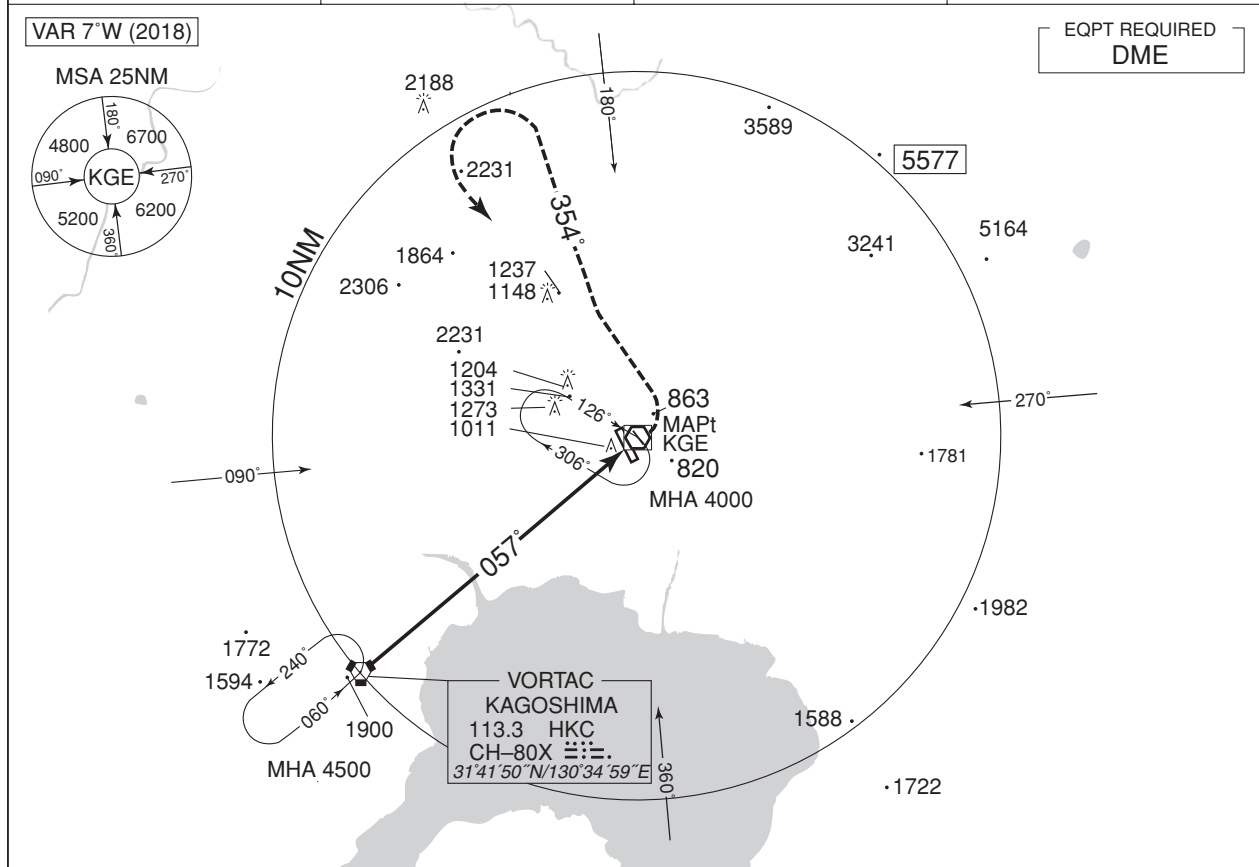 VAR 7°W (2018)
EQPT REQUIRED
DME
MSA 25NM
180°
4800
6700
090°
KGE
270°
5200
6200
360°
2188
180°
3589
5577
2231
354°
10NM
1864
2306
1237
1148
3241
5164
2231
1204
1331
1273
1011
126°
306°
863
MAPt
KGE
820
MHA 4000
270°
1781
090°
057°
1982
1772
1594
240°
060°
1900
MHA 4500
VORTAC
KAGOSHIMA
113.3 HKC
CH–80X
31°41´50˝N/130°34´59˝E
360°
1588
1722